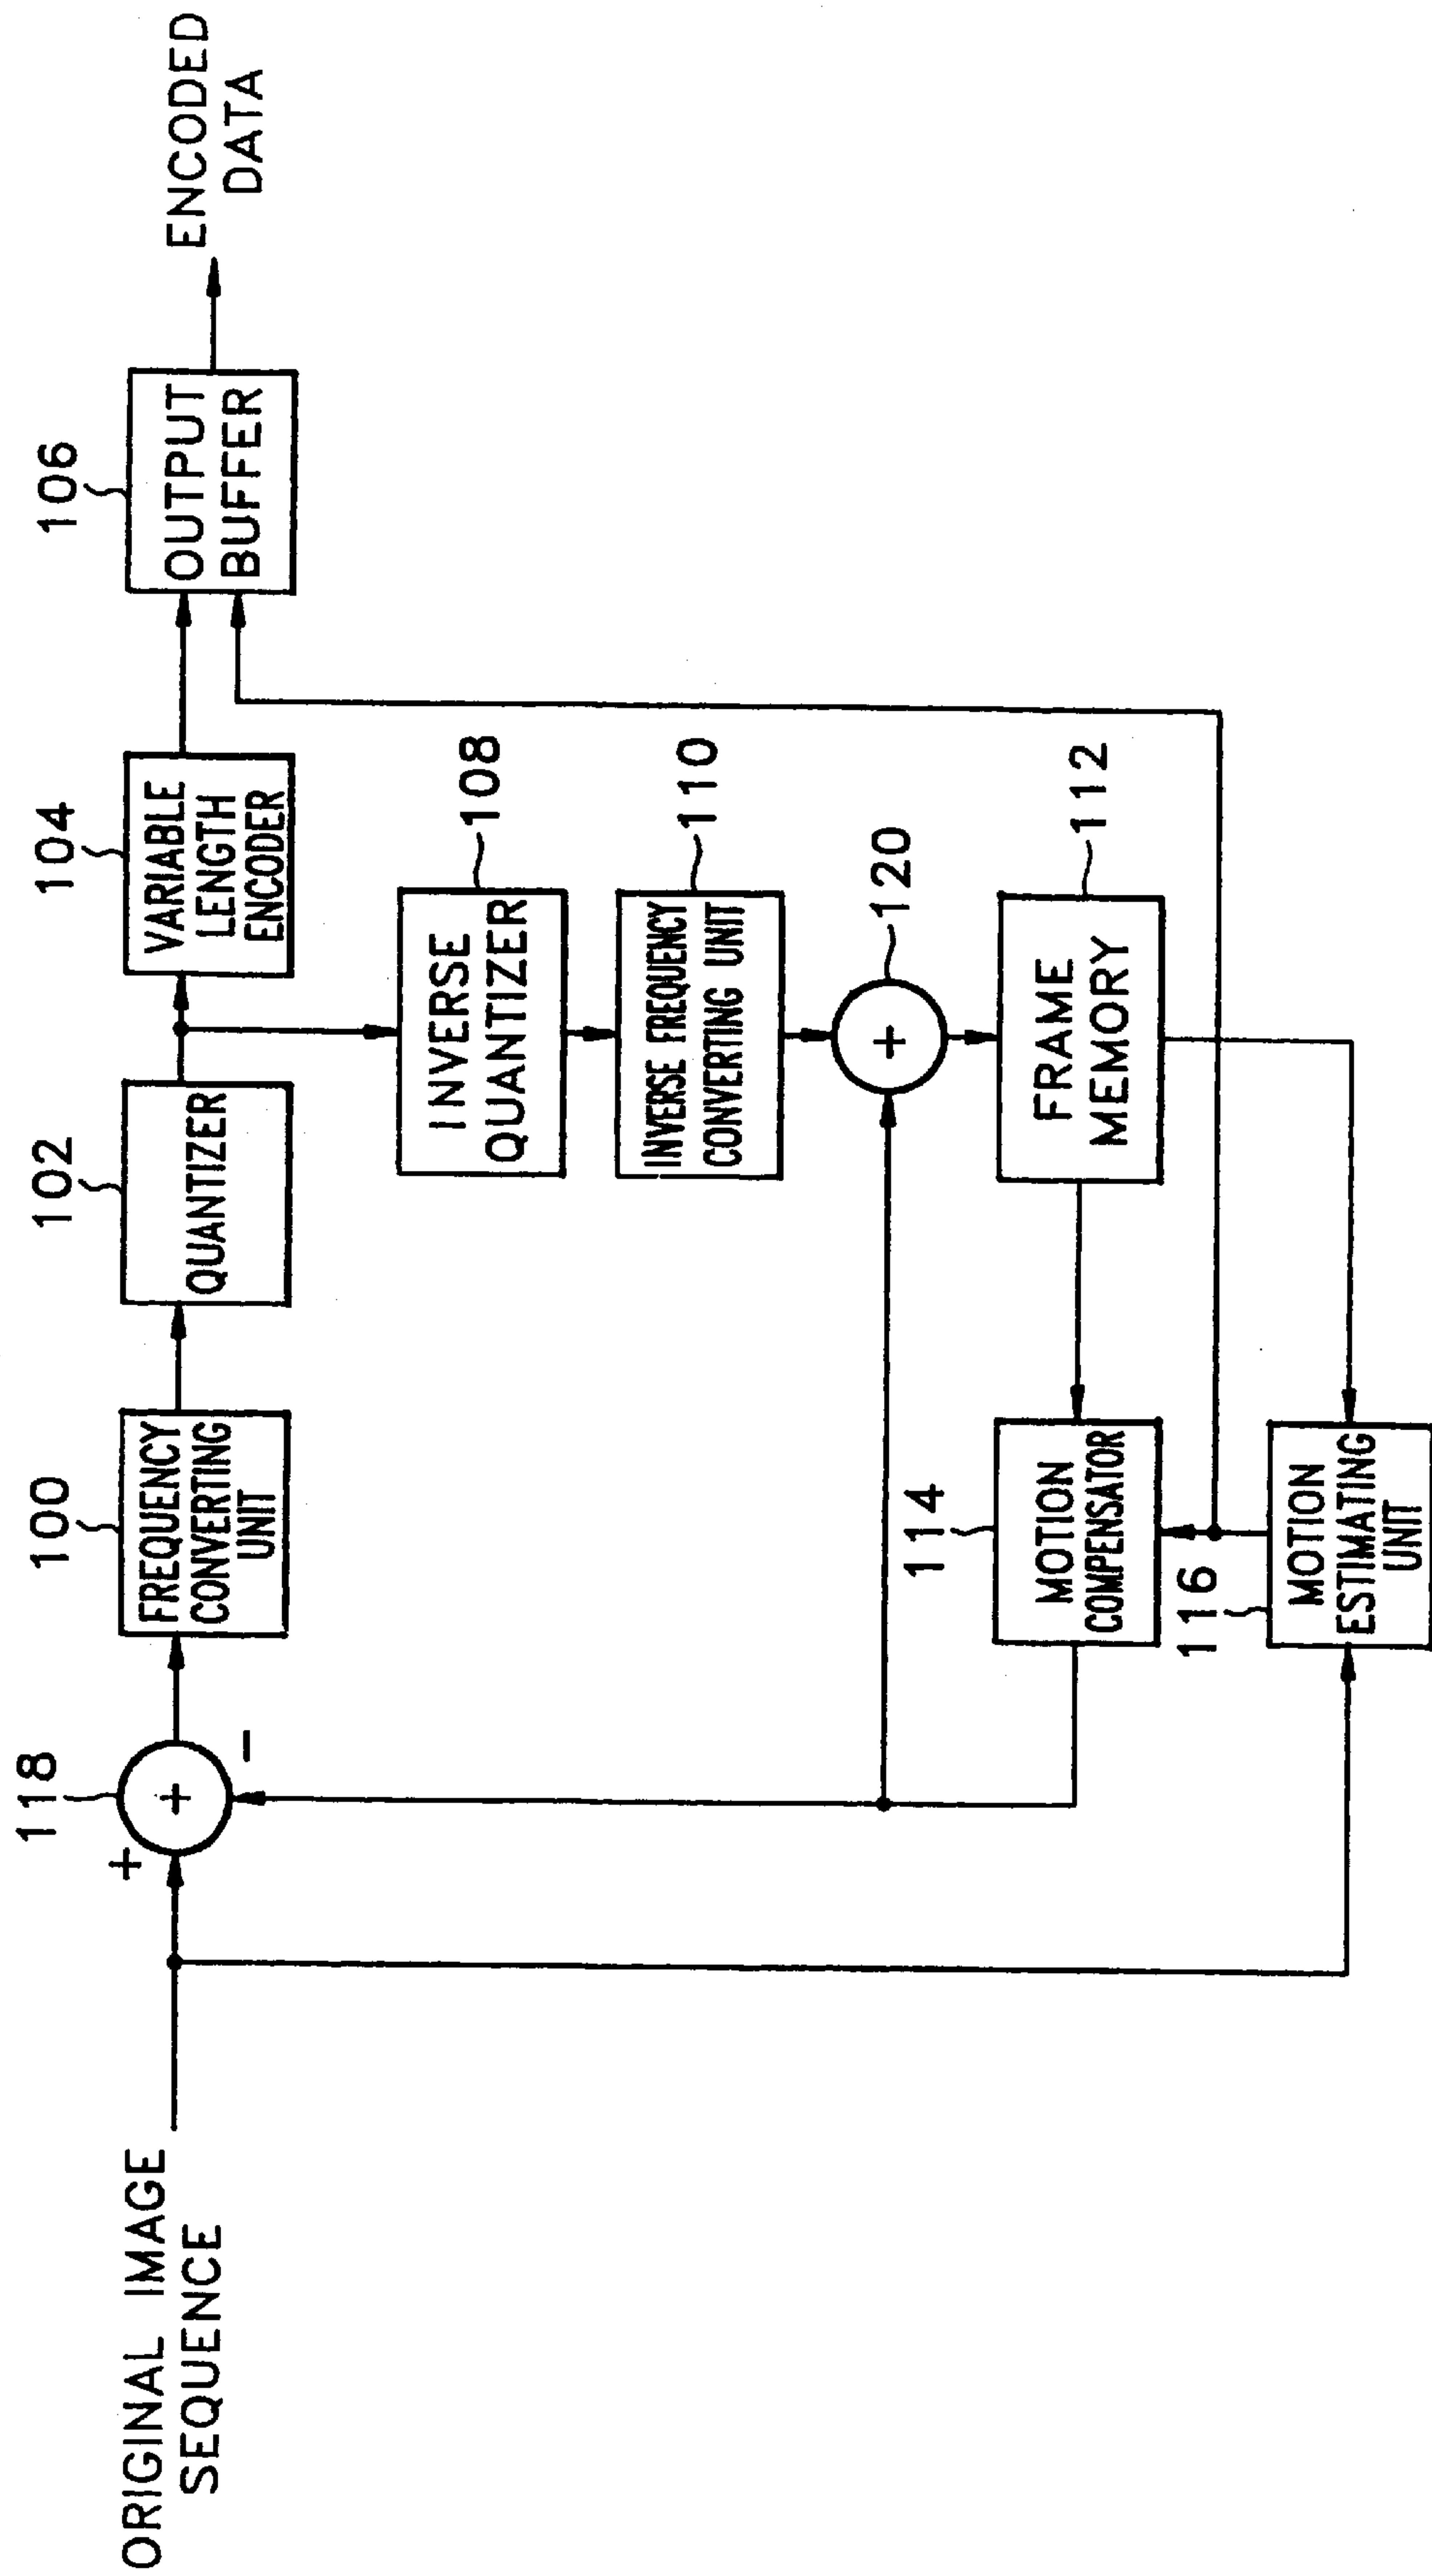 ORIGINAL IMAGE
SEQUENCE
118
+
+
−
100
FREQUENCY
CONVERTING
UNIT
102
QUANTIZER
104
VARIABLE
LENGTH
ENCODER
106
OUTPUT
BUFFER
ENCODED
DATA
INVERSE
QUANTIZER
108
INVERSE FREQUENCY
CONVERTING UNIT
110
+
120
114
MOTION
COMPENSATOR
FRAME
MEMORY
112
116
MOTION
ESTIMATING
UNIT